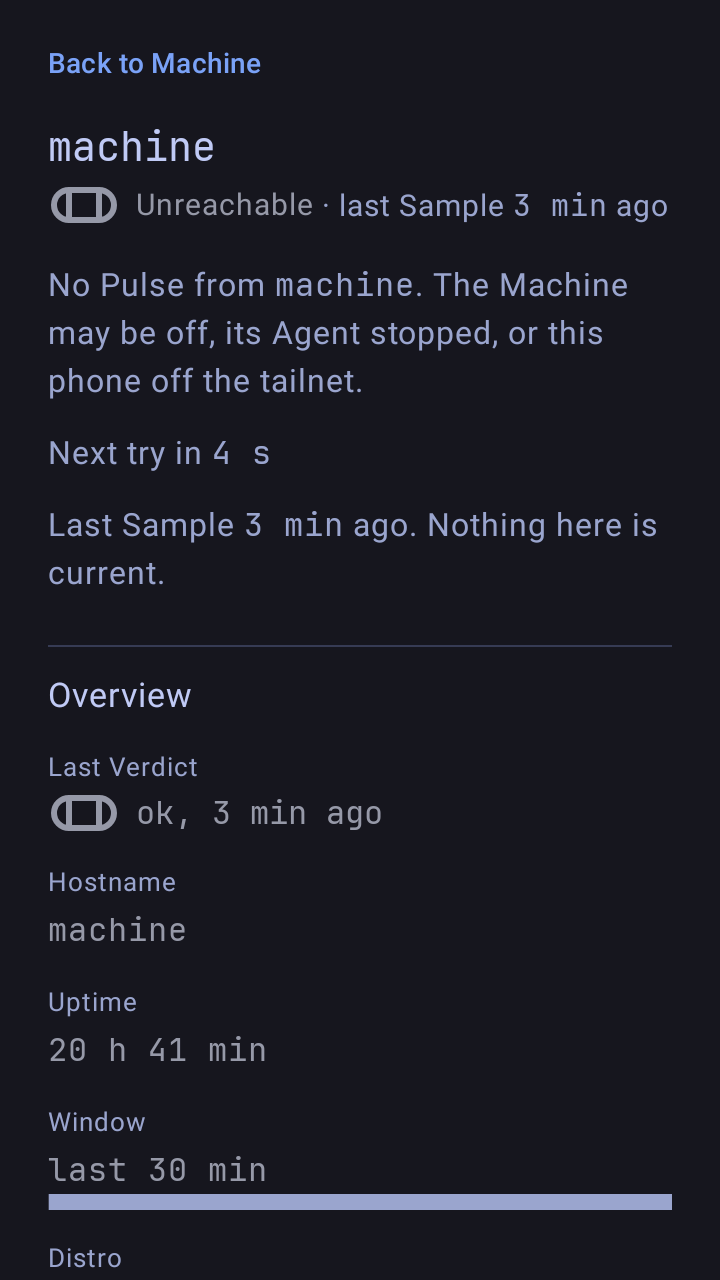 Back to Machine
machine
Unreachable · last Sample 3 min ago
No Pulse from machine. The Machine
may be off, its Agent stopped, or this
phone off the tailnet.
Next try in 4 s
Last Sample 3 min ago. Nothing here is
current.
Overview
Last Verdict
ok, 3 min ago
Hostname
machine
Uptime
20 h 41 min
Window
last 30 min
Distro